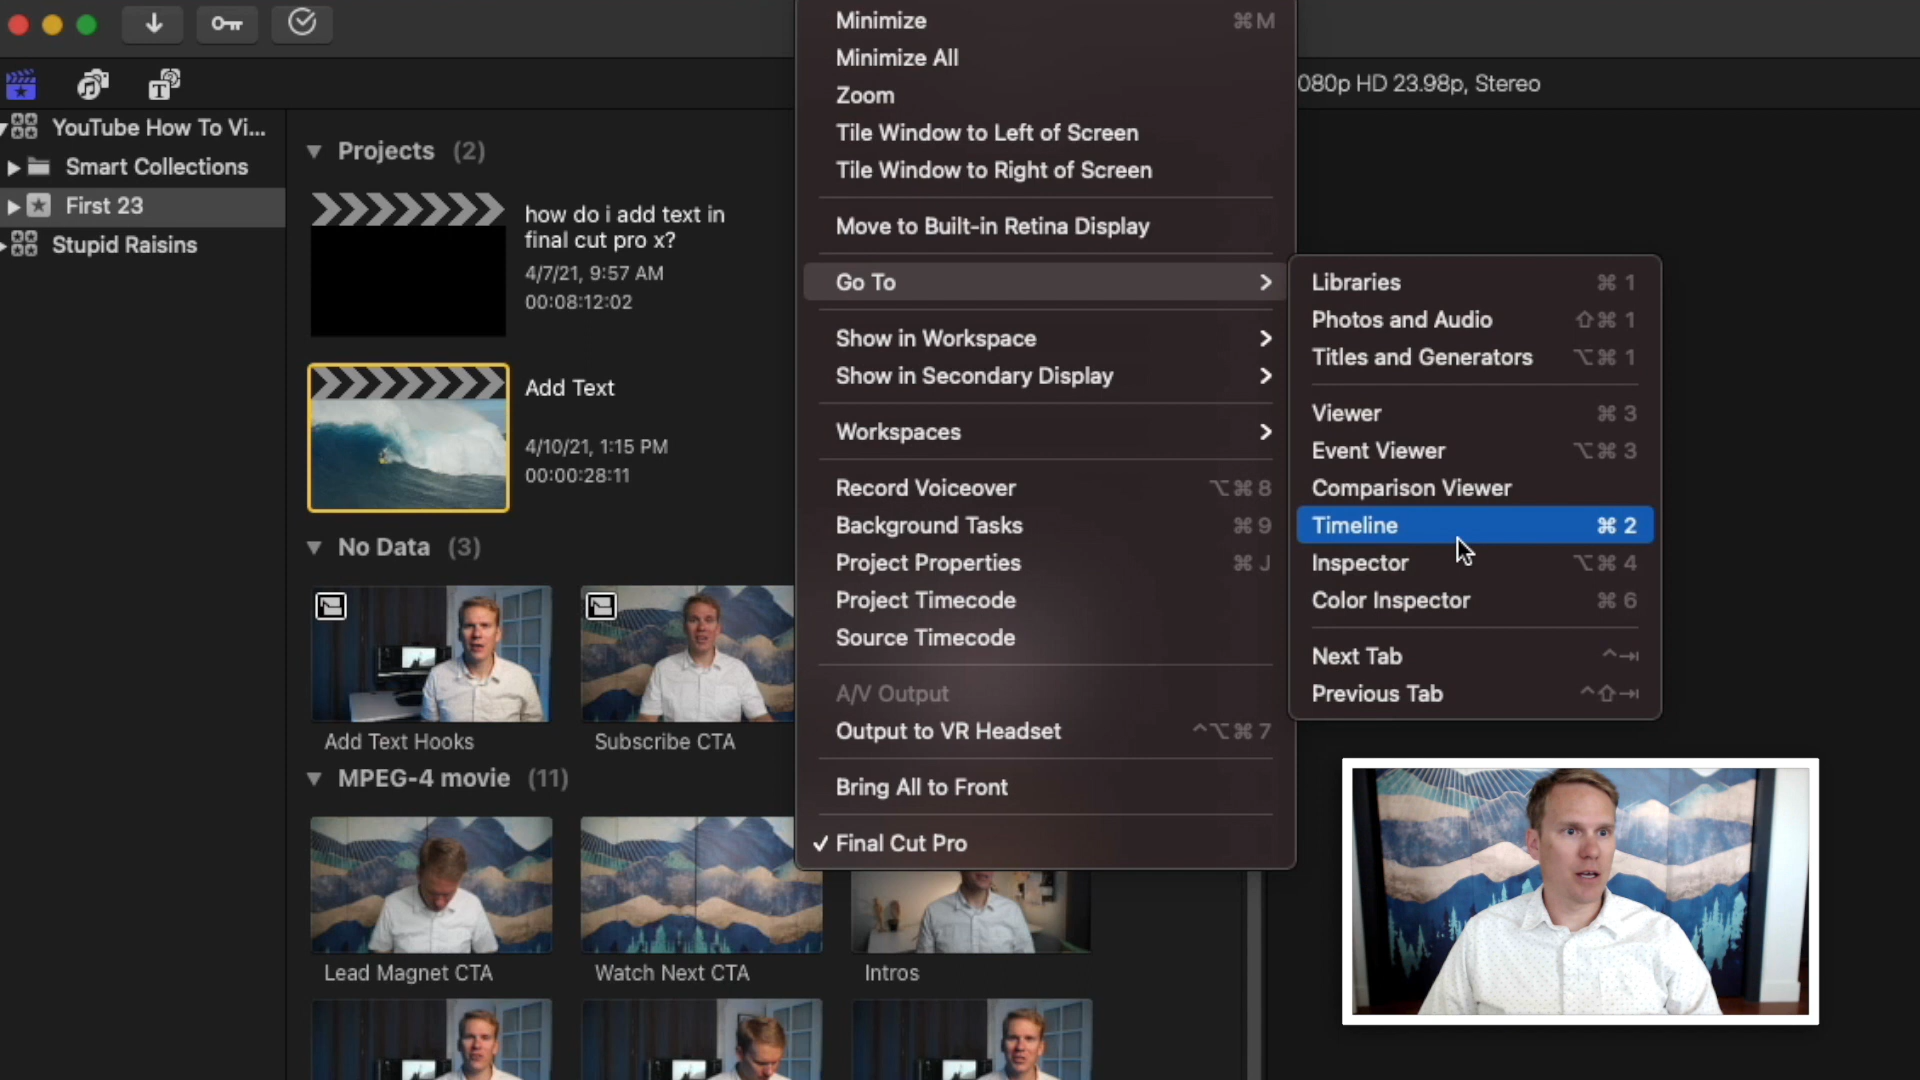 080p HD 23.98p, Stereo
YouTube How To Vi...
Smart Collections
First 23
Stupid Raisins
Projects (2)
how do i add text in
final cut pro x?
4/7/21, 9:57 AM
00:08:12:02
Add Text
4/10/21, 1:15 PM
00:00:28:11
No Data (3)
Add Text Hooks
Subscribe CTA
MPEG-4 movie (11)
Lead Magnet CTA
Watch Next CTA
Intros
Minimize ⌘M
Minimize All
Zoom
Tile Window to Left of Screen
Tile Window to Right of Screen
Move to Built-in Retina Display
Go To
Show in Workspace
Show in Secondary Display
Workspaces
Record Voiceover ⌥⌘8
Background Tasks ⌘9
Project Properties ⌘J
Project Timecode
Source Timecode
A/V Output
Output to VR Headset ^⌥⌘7
Bring All to Front
✓ Final Cut Pro
Libraries ⌘1
Photos and Audio ⇧⌘1
Titles and Generators ⌥⌘1
Viewer ⌘3
Event Viewer ⌥⌘3
Comparison Viewer
Timeline ⌘2
Inspector ⌥⌘4
Color Inspector ⌘6
Next Tab ^⇥
Previous Tab ^⇧⇥